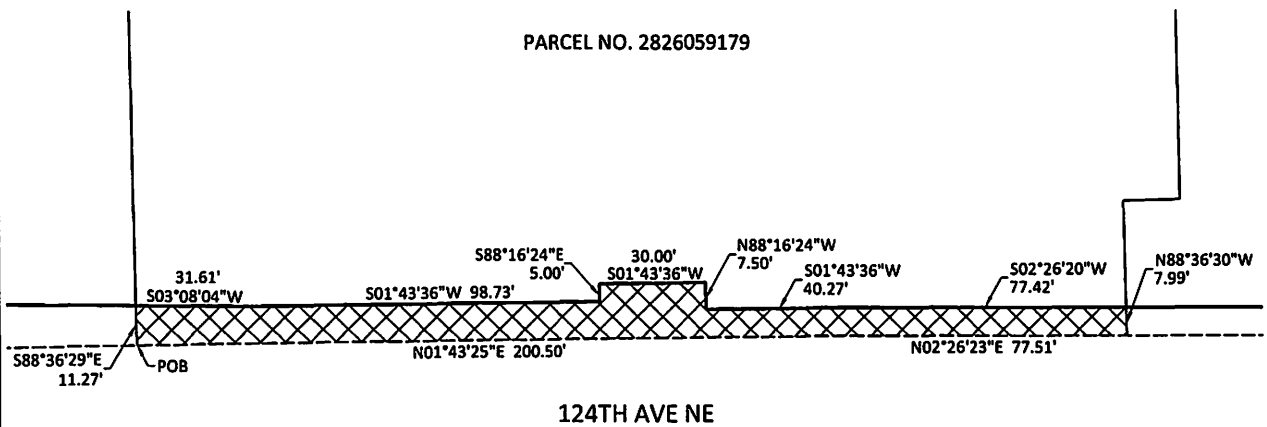 PARCEL NO. 2826059179
31.61'
S03°08'04"W
S01°43'36"W 98.73'
S88°16'24"E
5.00'
30.00'
S01°43'36"W
N88°16'24"W
7.50'
S01°43'36"W
40.27'
S02°26'20"W
77.42'
N88°36'30"W
7.99'
S88°36'29"E
11.27'
POB
N01°43'25"E 200.50'
N02°26'23"E 77.51'
124TH AVE NE